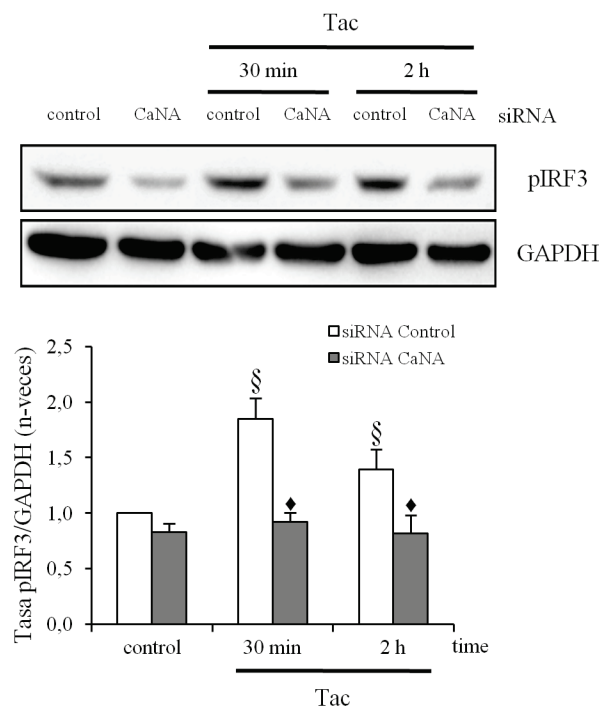 Tac
30 min 2 h
control CaNA control CaNA control CaNA siRNA
pIRF3
GAPDH
siRNA Control
siRNA CaNA
Tasa pIRF3/GAPDH (n-veces)
2,5
2,0
1,5
1,0
0,5
0,0
§
§
♦
♦
control 30 min 2 h time
Tac